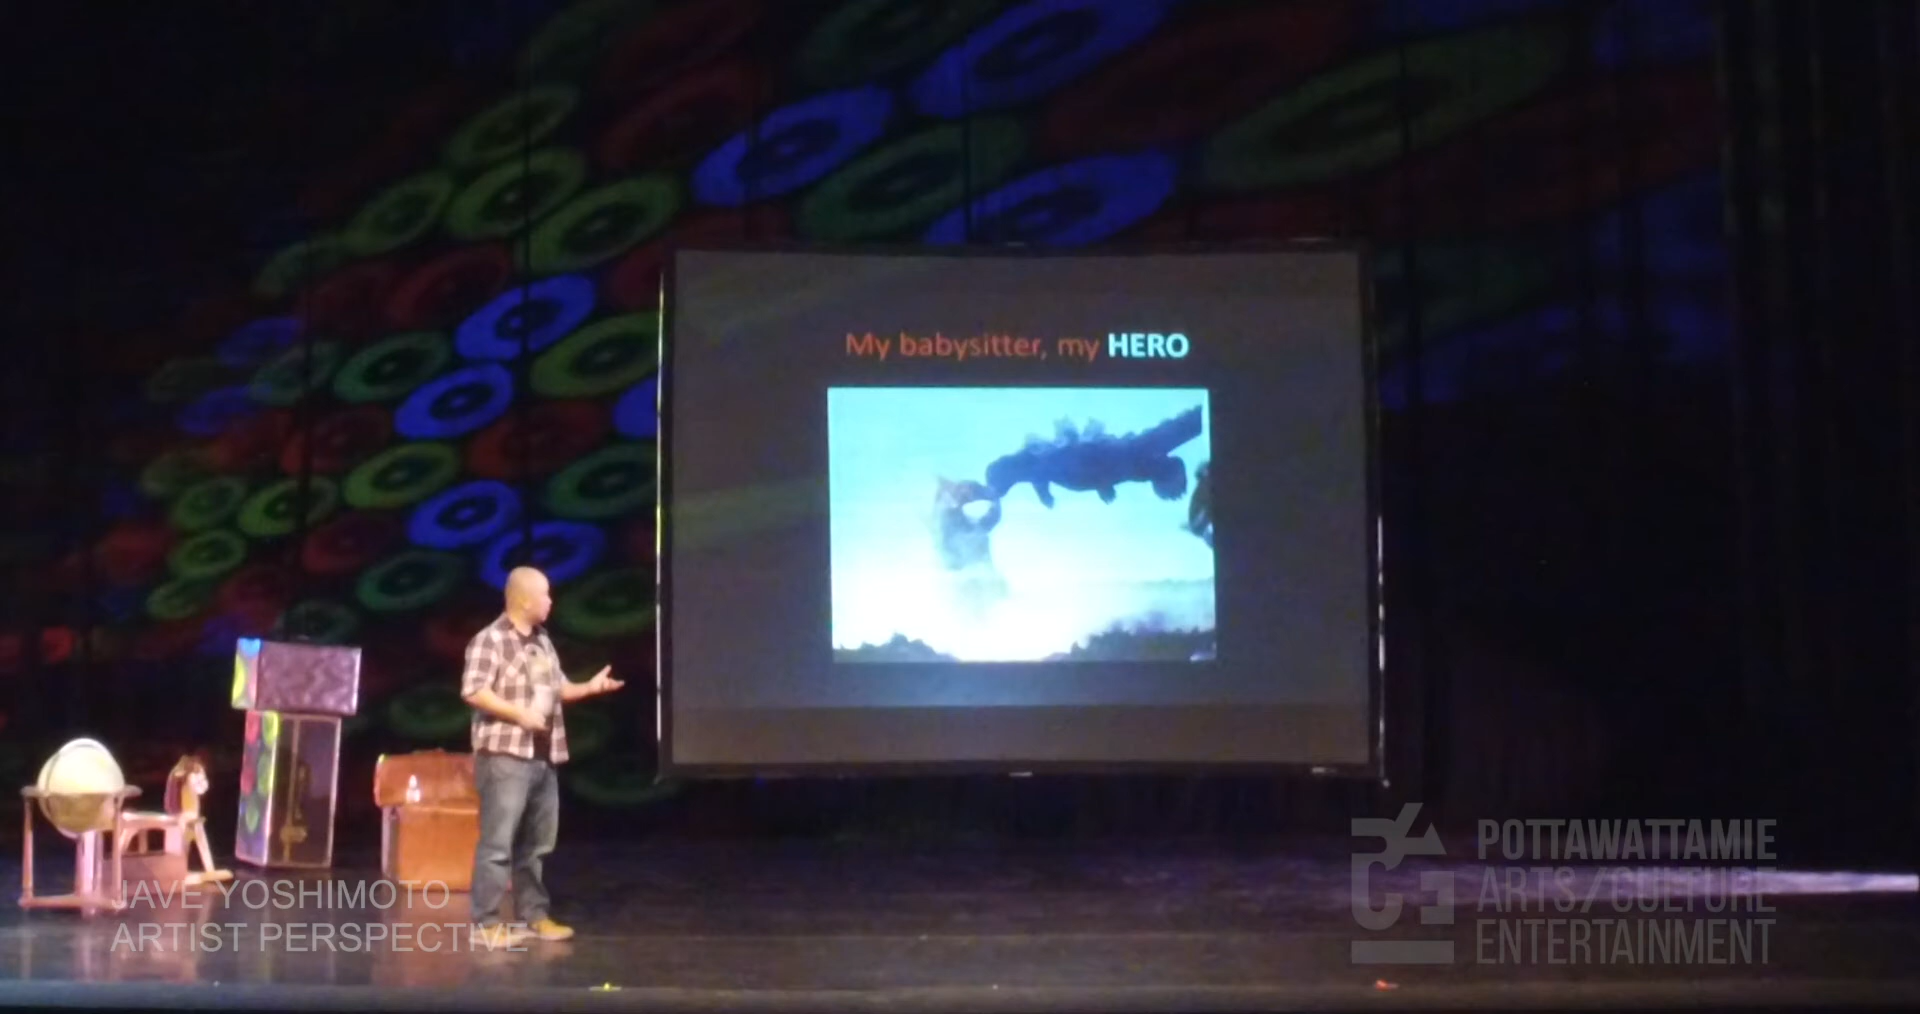 My babysitter, my HERO
JAVE YOSHIMOTO
ARTIST PERSPECTIVE
POTTAWATTAMIE
ARTS/CULTURE
ENTERTAINMENT